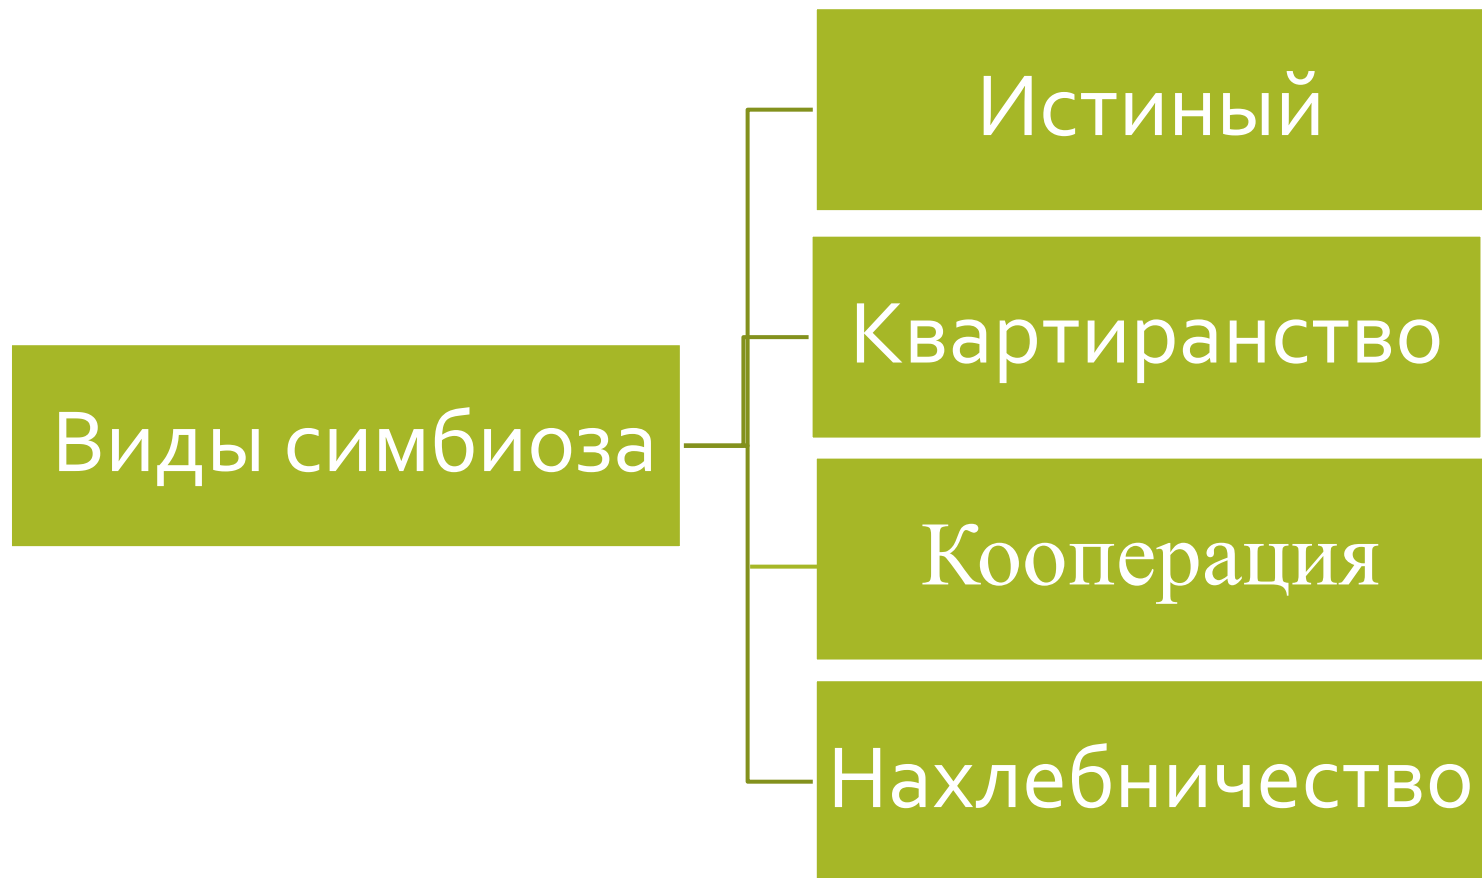 Виды симбиоза
Истиный
Квартиранство
Кооперация
Нахлебничество